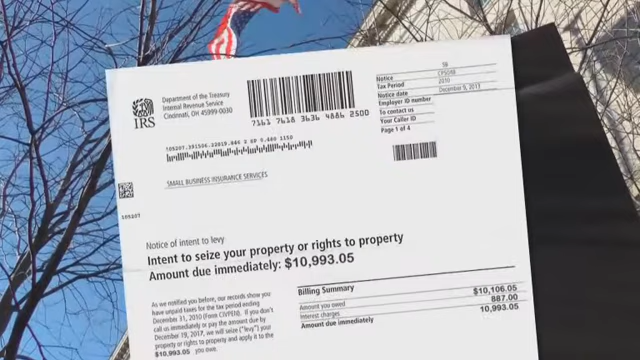 Department of the Treasury
Internal Revenue Service
Cincinnati, OH 45999-0030
IRS
7161 7618 3636 4886 2500
Notice
Tax Period 2010
Notice date December 9, 2013
Employer ID number
To contact us
Your Caller ID
Page 1 of 4
SMALL BUSINESS INSURANCE SERVICES
105207
Notice of intent to levy
Intent to seize your property or rights to property
Amount due immediately: $10,993.05
As we notified you before, our records show you
have unpaid taxes for the tax period ending
December 31, 2010 (Form CIVPEN). If you don't
call us immediately or pay the amount due by
December 19, 2017, we will seize ("levy") your
property or rights to property and apply it to the
$10,993.05 you owe.
Billing Summary
Amount you owed $10,106.05
Interest charges 887.00
Amount due immediately 10,993.05